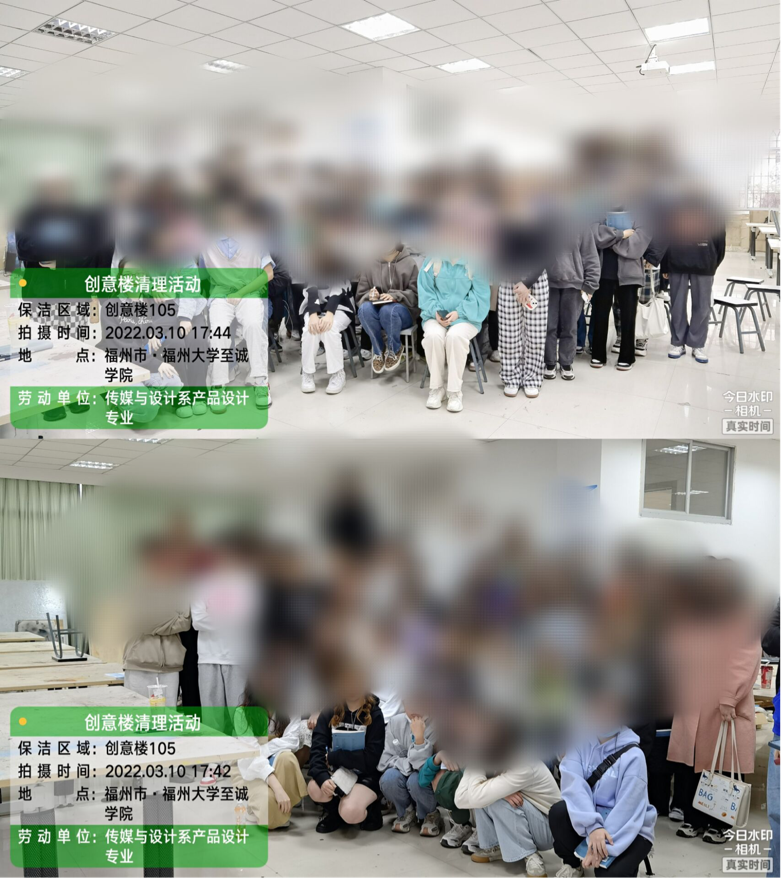 创意楼清理活动
保洁区域：创意楼105
拍摄时间：2022.03.10 17:44
地点：福州市·福州大学至诚
学院
劳动单位：传媒与设计系产品设计
专业
今日水印
-相机-
真实时间
创意楼清理活动
保洁区域：创意楼105
拍摄时间：2022.03.10 17:42
地点：福州市·福州大学至诚
学院
劳动单位：传媒与设计系产品设计
专业
BAG
今日水印
-相机-
真实时间